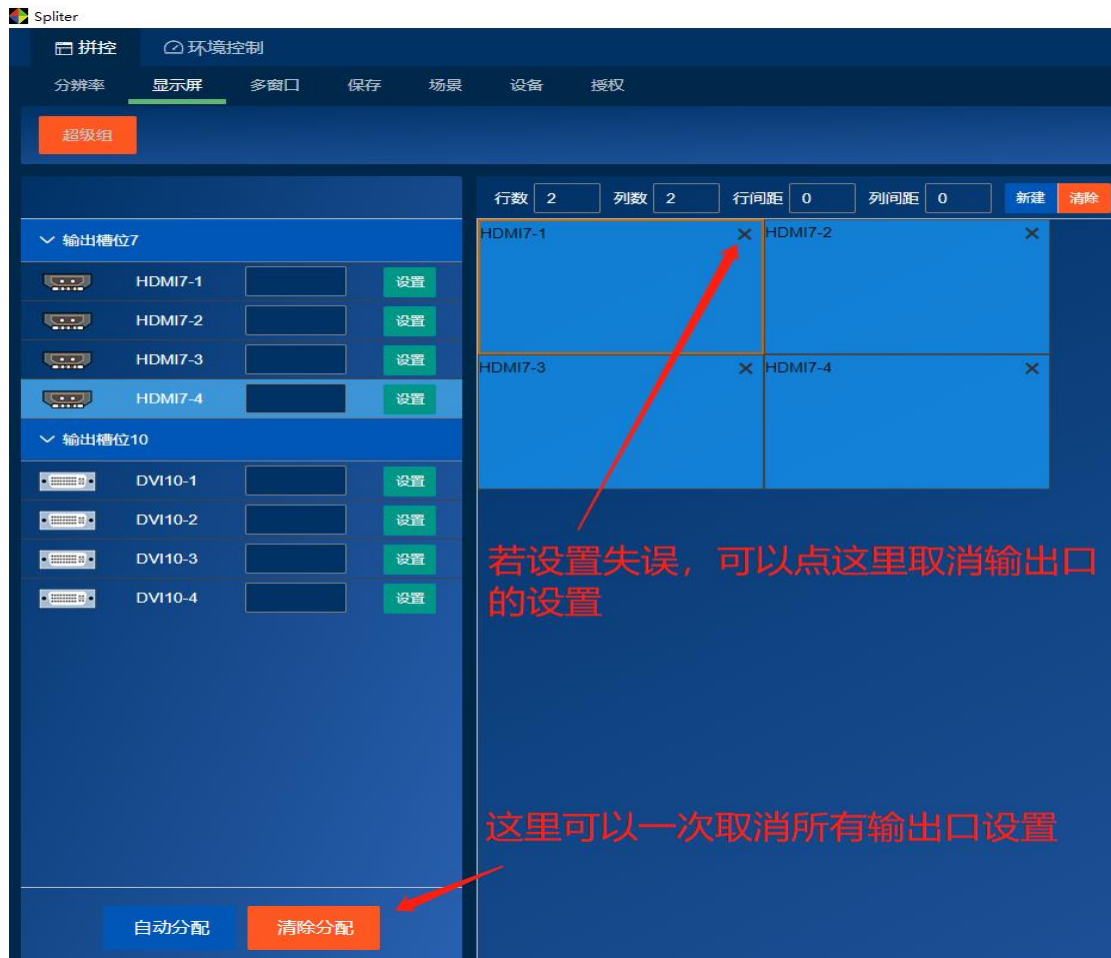 Spliter
拼控 环境控制
分辨率 显示屏 多窗口 保存 场景 设备 授权
超级组
行数 2 列数 2 行间距 0 列间距 0 新建 清除
输出槽位7
HDMI7-1 设置
HDMI7-2 设置
HDMI7-3 设置
HDMI7-4 设置
输出槽位10
DVI10-1 设置
DVI10-2 设置
DVI10-3 设置
DVI10-4 设置
自动分配 清除分配
HDMI7-1 HDMI7-2
HDMI7-3 HDMI7-4
若设置失误，可以点这里取消输出口
的设置
这里可以一次取消所有输出口设置